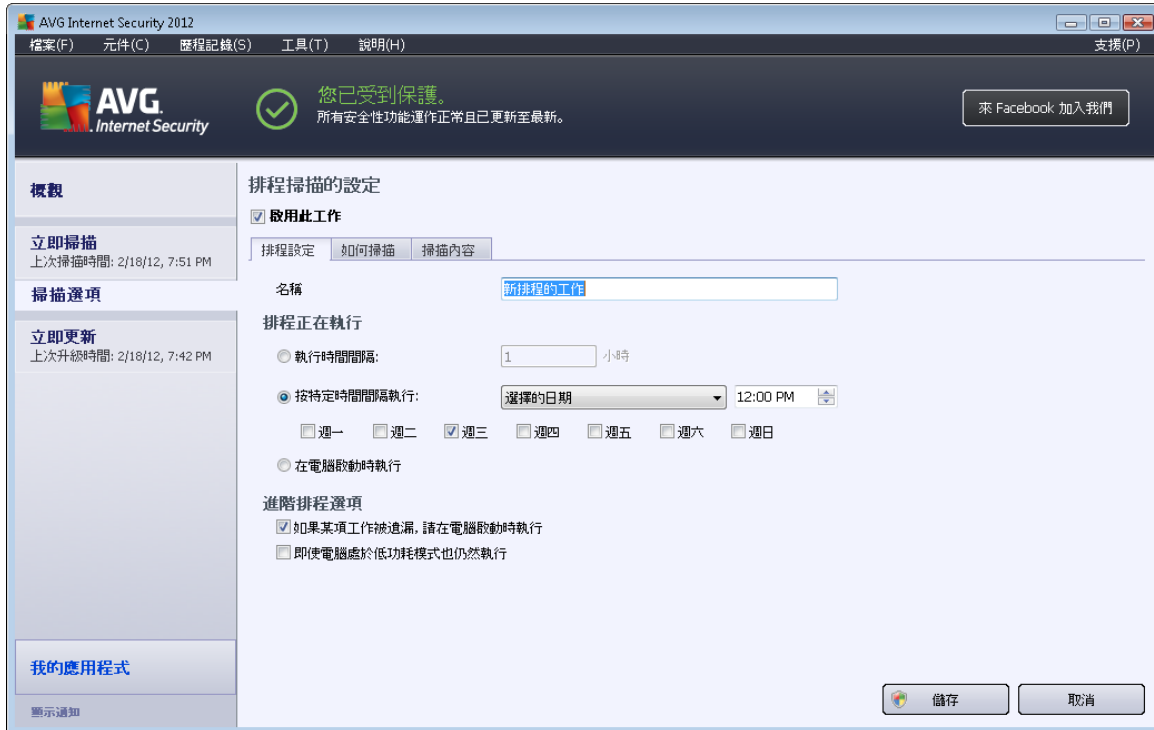 AVG Internet Security 2012
檔案(F) 元件(C) 歷程記錄(S) 工具(T) 說明(H) 支援(P)
AVG.
Internet Security
您已受到保護。
所有安全性功能運作正常且已更新至最新。
來 Facebook 加入我們
概觀
立即掃描
上次掃描時間: 2/18/12, 7:51 PM
掃描選項
立即更新
上次升級時間: 2/18/12, 7:42 PM
我的應用程式
顯示通知
排程掃描的設定
啟用此工作
排程設定 如何掃描 掃描內容
名稱 新排程的工作
排程正在執行
執行時間間隔: 1 小時
按特定時間間隔執行: 選擇的日期 12:00 PM
週一 週二 週三 週四 週五 週六 週日
在電腦啟動時執行
進階排程選項
如果某項工作被遺漏, 請在電腦啟動時執行
即使電腦處於低功耗模式也仍然執行
儲存 取消